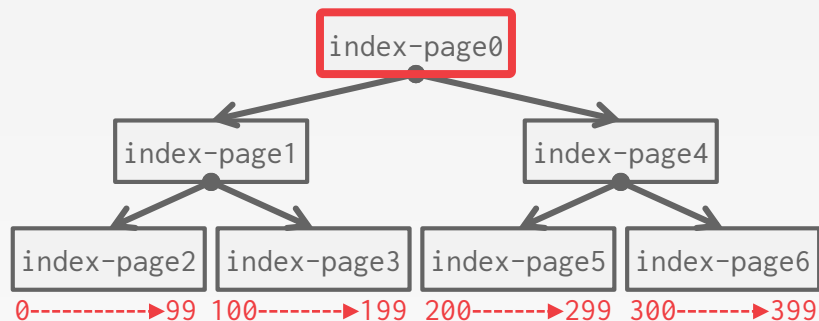 index-page0
index-page1 index-page4
index-page2 index-page3 index-page5 index-page6
0 99 100 199 200 299 300 399